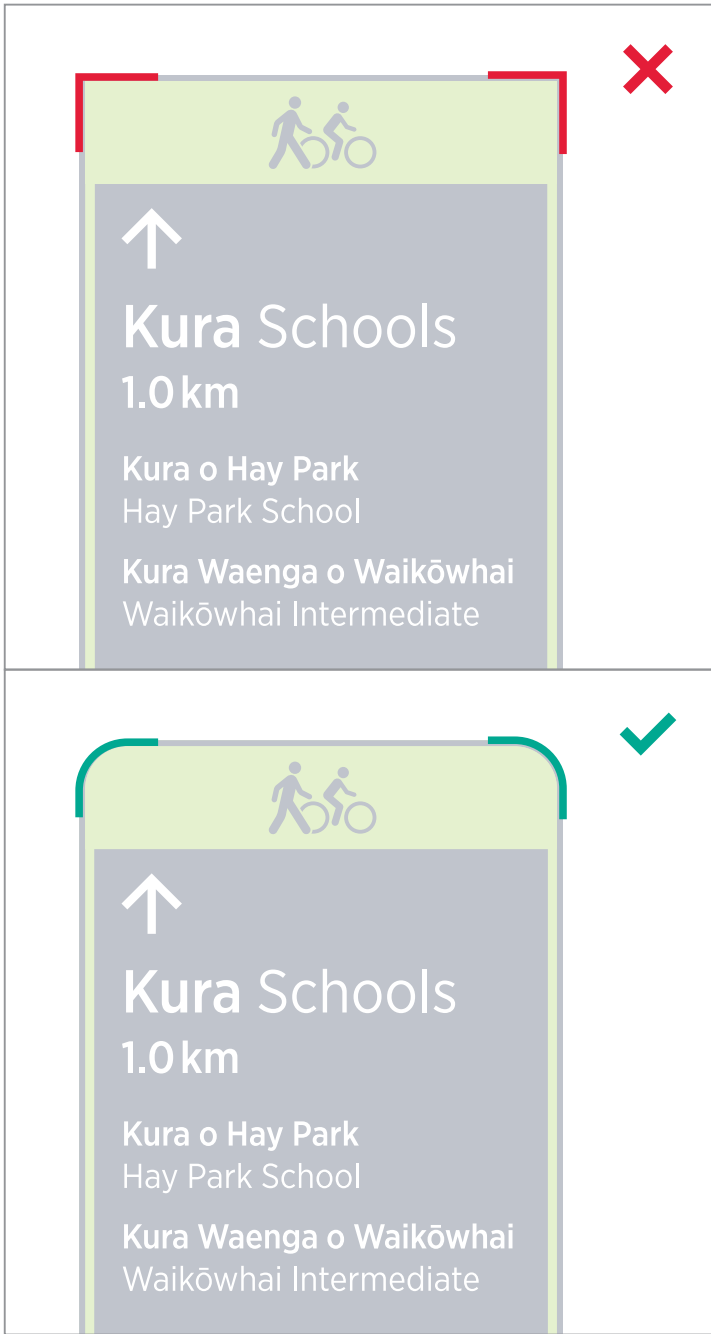 Kura Schools
1.0 km
Kura o Hay Park
Hay Park School
Kura Waenga o Waikōwhai
Waikōwhai Intermediate
Kura Schools
1.0 km
Kura o Hay Park
Hay Park School
Kura Waenga o Waikōwhai
Waikōwhai Intermediate